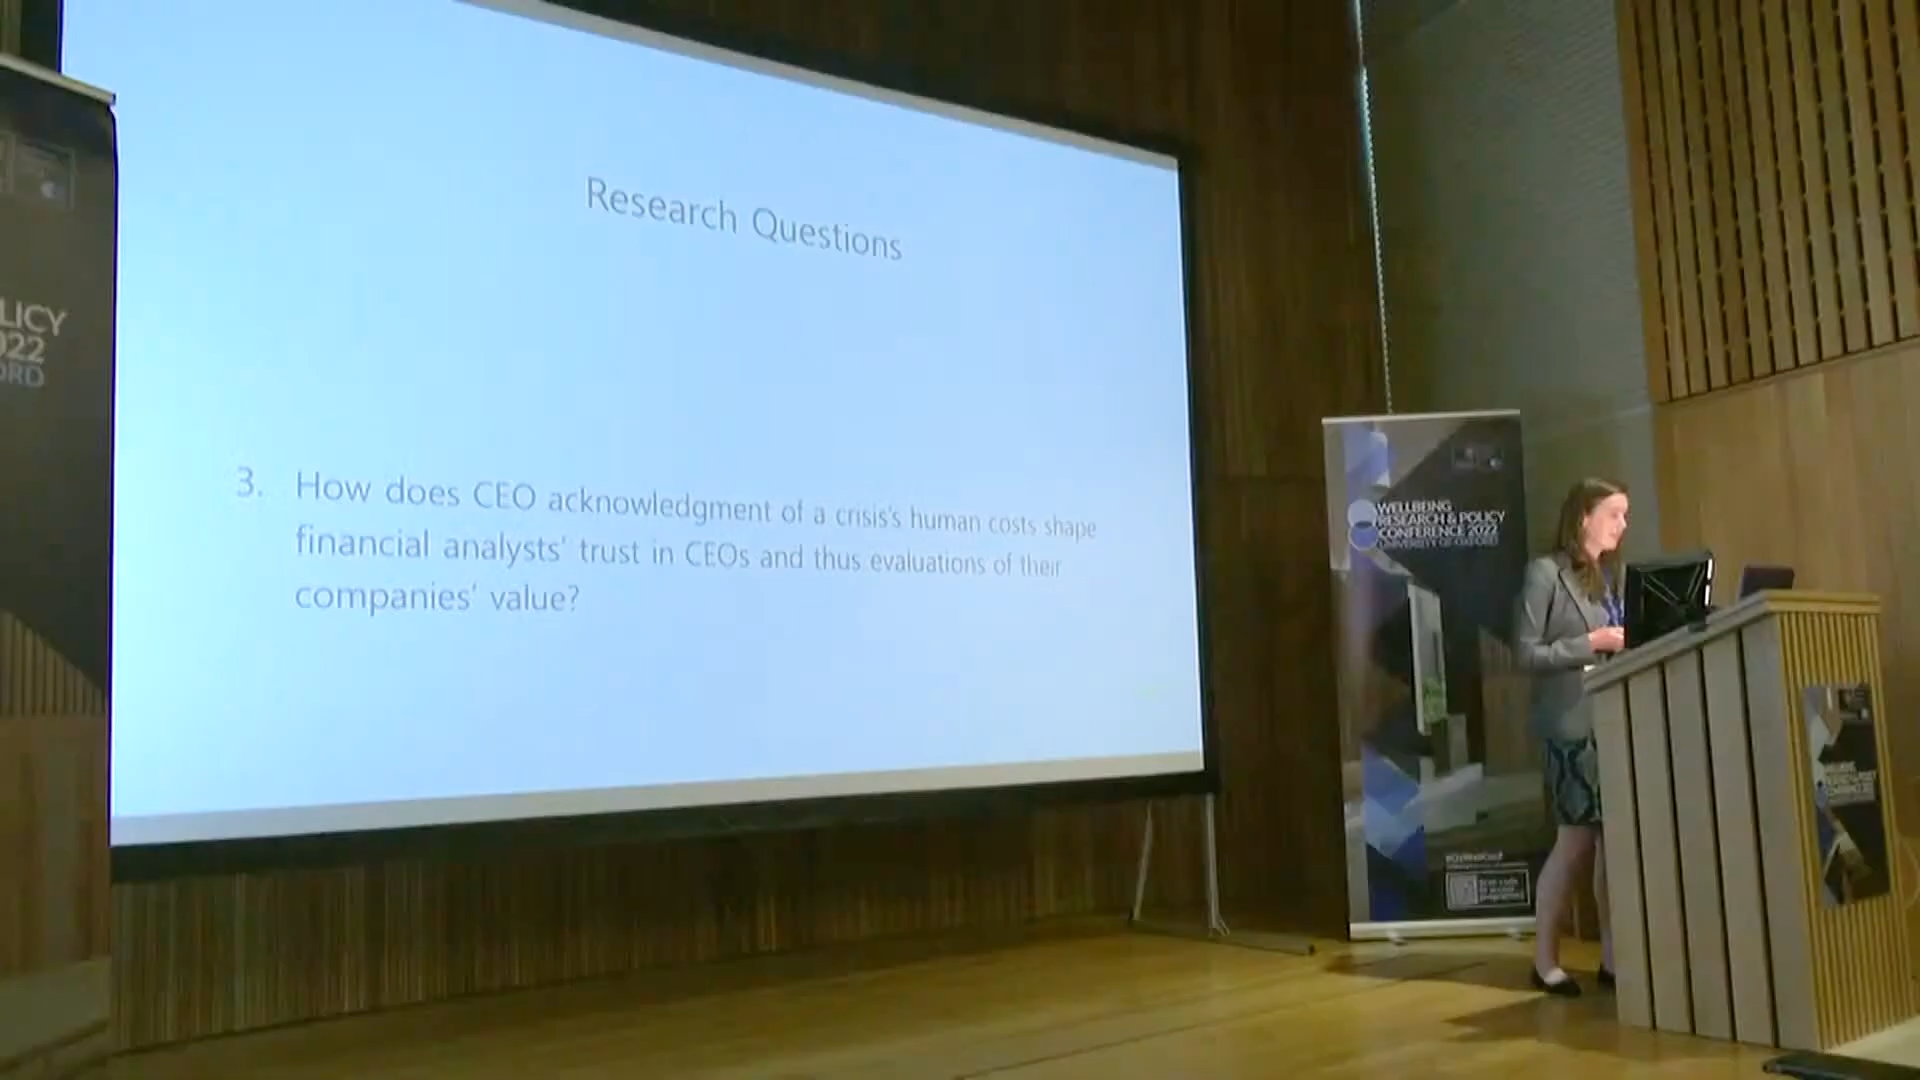 Research Questions
3. How does CEO acknowledgment of a crisis's human costs shape
financial analysts' trust in CEOs and thus evaluations of their
companies' value?
LICY
022
ORD
WELLBEING
RESEARCH & POLICY
CONFERENCE 2022
UNIVERSITY OF OXFORD